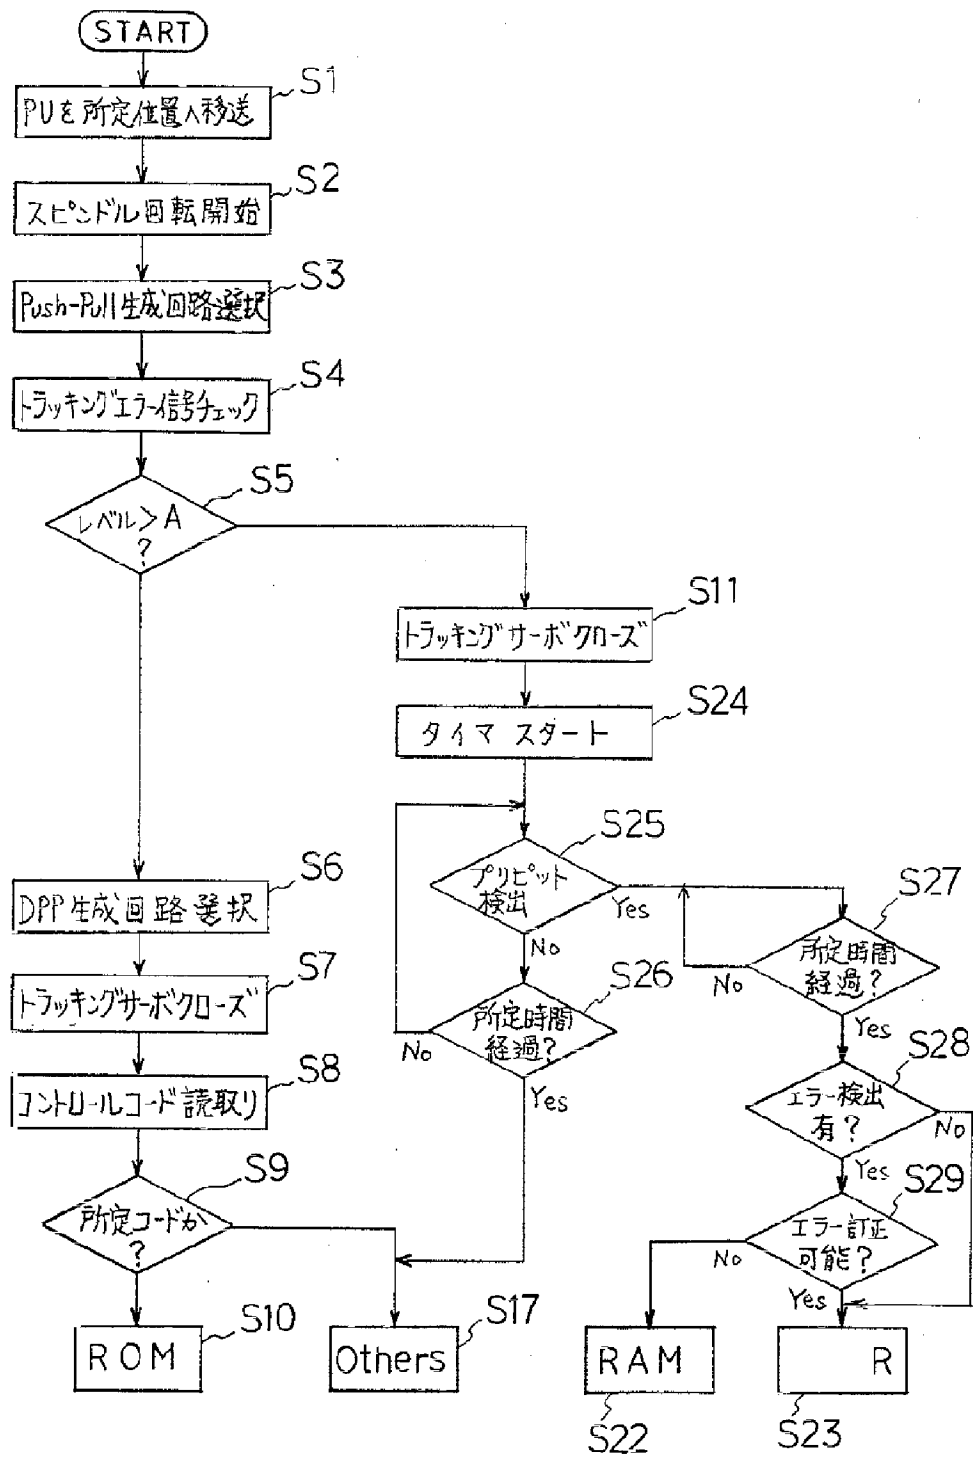 START
S1
PUを所定位置へ移送
S2
スピンドル回転開始
S3
Push-Pull生成回路選択
S4
トラッキングエラー信号チェック
S5
レベル>A
?
S11
トラッキングサーボクローズ
S24
タイマ スタート
S25
プリピット
検出
Yes
No
S6
DPP生成回路選択
S7
トラッキングサーボクローズ
S8
コントロールコード読取り
S9
所定コードか
?
S26
所定時間
経過?
No
Yes
S27
所定時間
経過?
No
Yes
S28
エラー検出
有?
No
Yes
S29
エラー訂正
可能?
No
Yes
S10
ROM
S17
Others
RAM
S22
R
S23